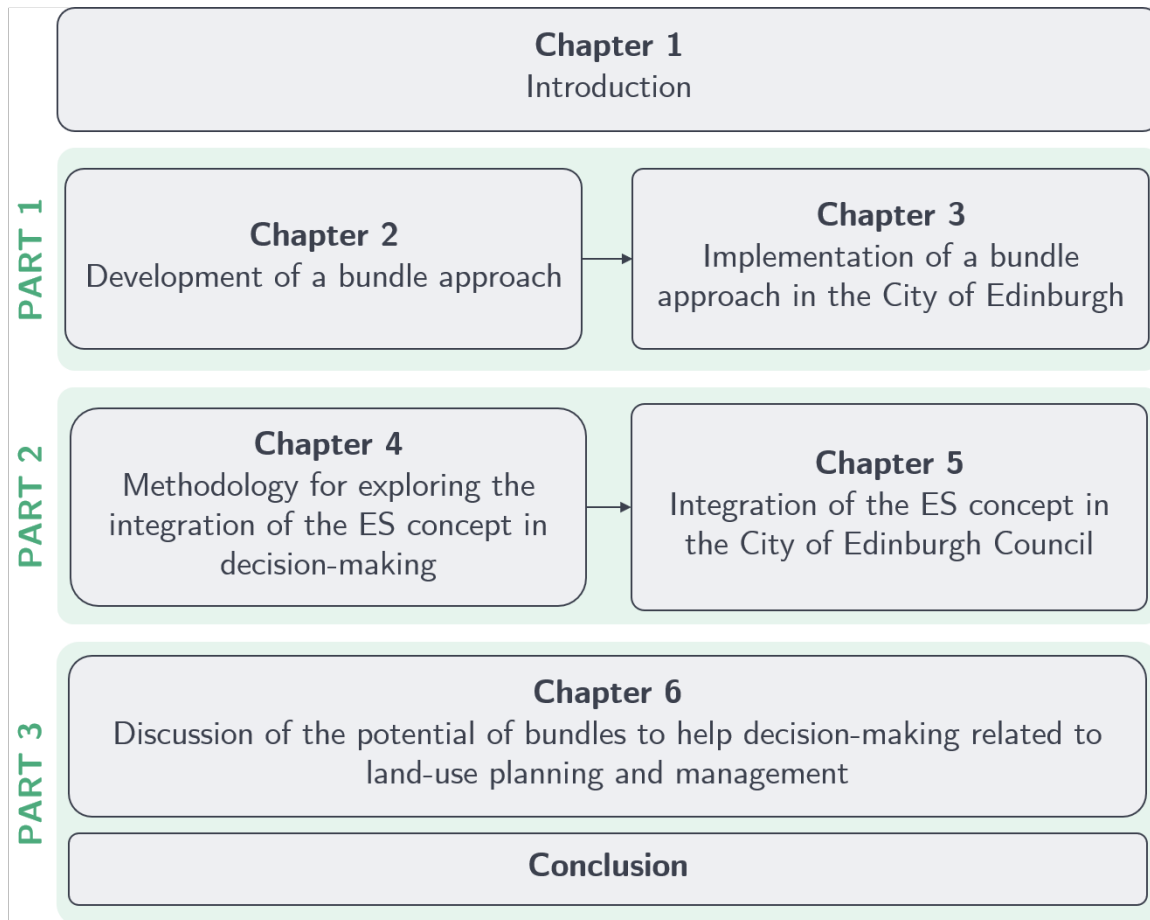 Chapter 1
Introduction
PART 1
Chapter 2
Development of a bundle approach
Chapter 3
Implementation of a bundle
approach in the City of Edinburgh
PART 2
Chapter 4
Methodology for exploring the
integration of the ES concept in
decision-making
Chapter 5
Integration of the ES concept in
the City of Edinburgh Council
PART 3
Chapter 6
Discussion of the potential of bundles to help decision-making related to
land-use planning and management
Conclusion